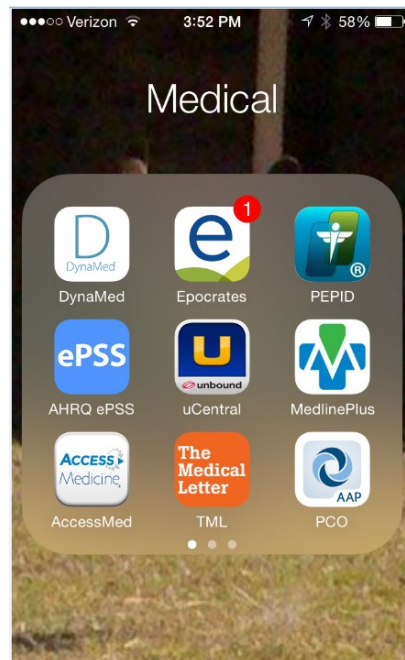 Verizon 3:52 PM 58%
Medical
DynaMed
1
DynaMed
Epocrates
PEPID
ePSS
AHRQ ePSS
U
unbound
uCentral
MedlinePlus
ACCESS
Medicine
AccessMed
The
Medical
Letter
TML
AAP
PCO